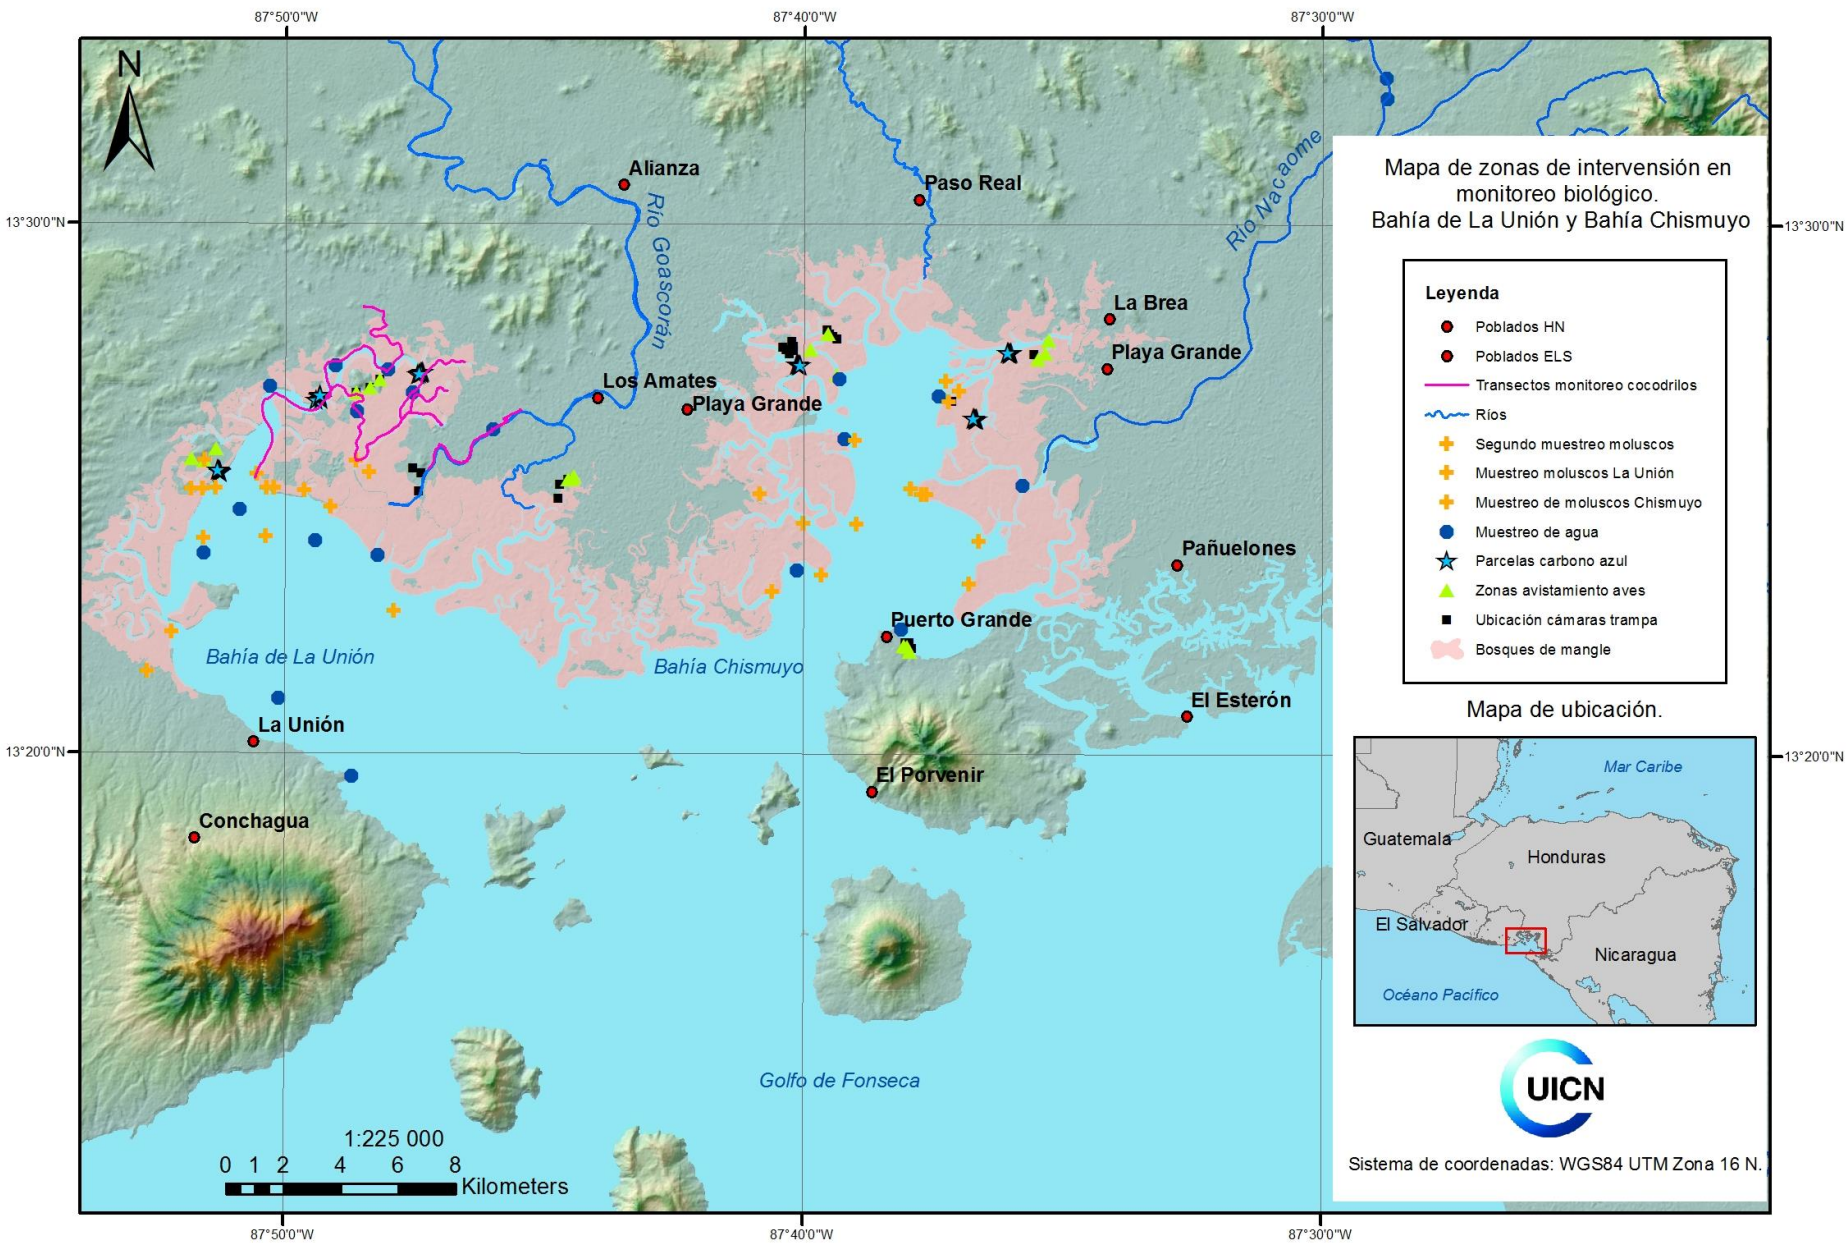 87°50'0"W
87°40'0"W
87°30'0"W
N
Alianza
Paso Real
Río Nacaome
13°30'0"N
13°30'0"N
Río Goascorán
La Brea
Playa Grande
Los Amates
Playa Grande
Pañuelones
Puerto Grande
Bahía de La Unión
Bahía Chismuyo
El Esterón
La Unión
13°20'0"N
13°20'0"N
El Porvenir
Conchagua
Golfo de Fonseca
1:225 000
0 1 2 4 6 8
Kilometers
87°50'0"W
87°40'0"W
87°30'0"W
Mapa de zonas de intervensión en
monitoreo biológico.
Bahía de La Unión y Bahía Chismuyo
Leyenda
Poblados HN
Poblados ELS
Transectos monitoreo cocodrilos
Ríos
Segundo muestreo moluscos
Muestreo moluscos La Unión
Muestreo de moluscos Chismuyo
Muestreo de agua
Parcelas carbono azul
Zonas avistamiento aves
Ubicación cámaras trampa
Bosques de mangle
Mapa de ubicación.
Mar Caribe
Guatemala
Honduras
El Salvador
Nicaragua
Océano Pacífico
UICN
Sistema de coordenadas: WGS84 UTM Zona 16 N.